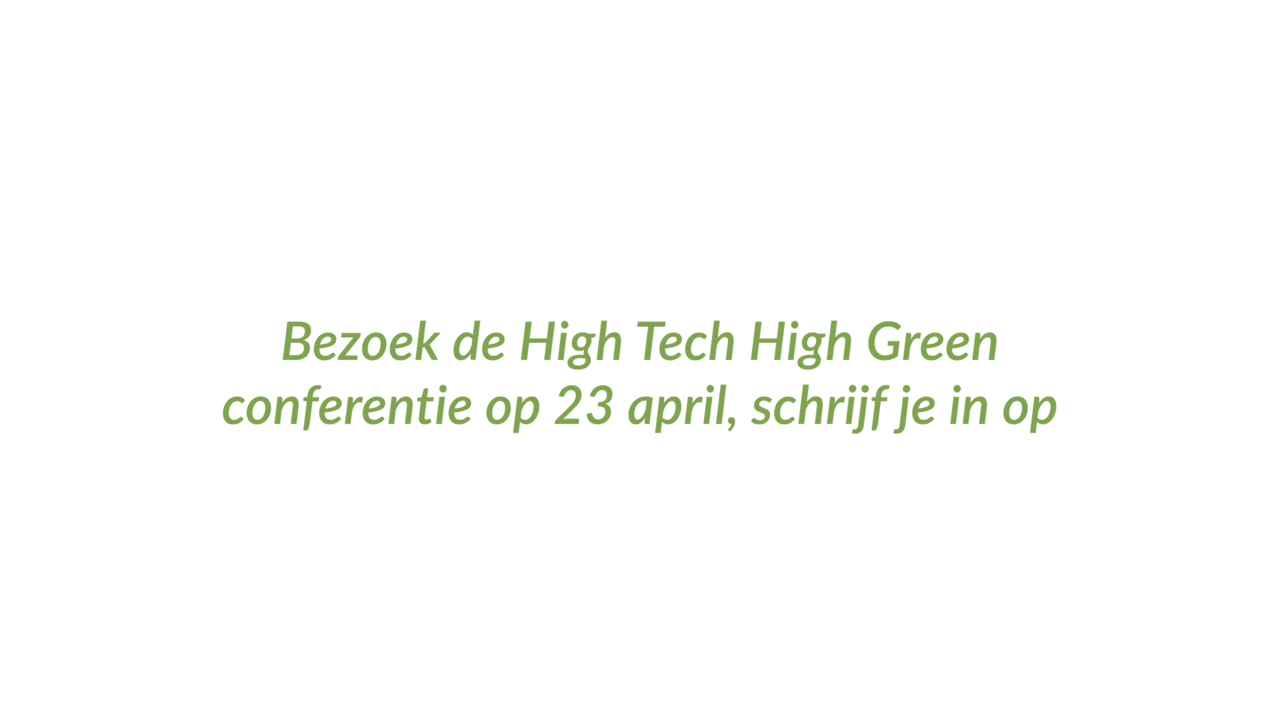 Bezoek de High Tech High Green
conferentie op 23 april, schrijf je in op